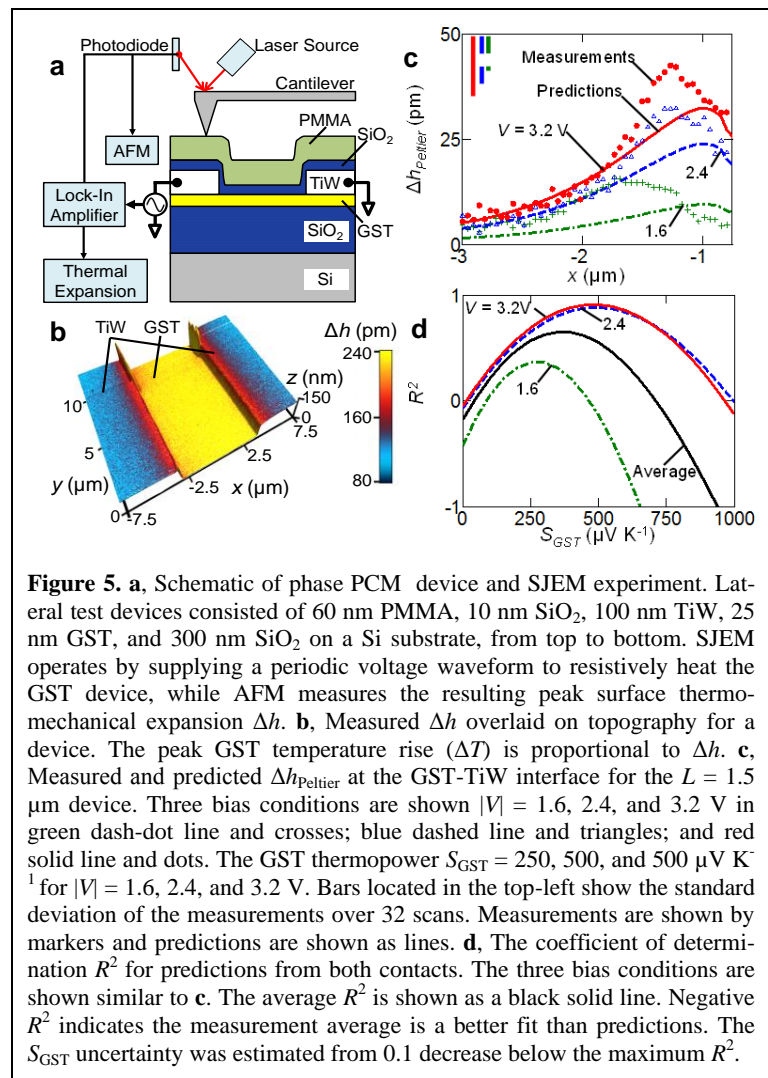 a
Photodiode
Laser Source
Cantilever
PMMA
SiO2
AFM
TiW
Lock-In
Amplifier
GST
SiO2
Thermal
Expansion
Si
b
TiW
GST
Δh (pm)
240
160
80
z (nm)
150
0
10
5
0
y (μm)
-7.5
-2.5
2.5
7.5
x (μm)
c
50
25
0
ΔhPeltier (pm)
Measurements
Predictions
V = 3.2 V
2.4
1.6
-3
-2
-1
x (μm)
d
1
0
-1
R2
V = 3.2V
2.4
1.6
Average
0
250
500
750
1000
SGST (μV K-1)
Figure 5. a, Schematic of phase PCM device and SJEM experiment. Lat-
eral test devices consisted of 60 nm PMMA, 10 nm SiO2, 100 nm TiW, 25
nm GST, and 300 nm SiO2 on a Si substrate, from top to bottom. SJEM
operates by supplying a periodic voltage waveform to resistively heat the
GST device, while AFM measures the resulting peak surface thermo-
mechanical expansion Δh. b, Measured Δh overlaid on topography for a
device. The peak GST temperature rise (ΔT) is proportional to Δh. c,
Measured and predicted ΔhPeltier at the GST-TiW interface for the L = 1.5
μm device. Three bias conditions are shown |V| = 1.6, 2.4, and 3.2 V in
green dash-dot line and crosses; blue dashed line and triangles; and red
solid line and dots. The GST thermopower SGST = 250, 500, and 500 μV K-
1 for |V| = 1.6, 2.4, and 3.2 V. Bars located in the top-left show the standard
deviation of the measurements over 32 scans. Measurements are shown by
markers and predictions are shown as lines. d, The coefficient of determi-
nation R2 for predictions from both contacts. The three bias conditions are
shown similar to c. The average R2 is shown as a black solid line. Negative
R2 indicates the measurement average is a better fit than predictions. The
SGST uncertainty was estimated from 0.1 decrease below the maximum R2.